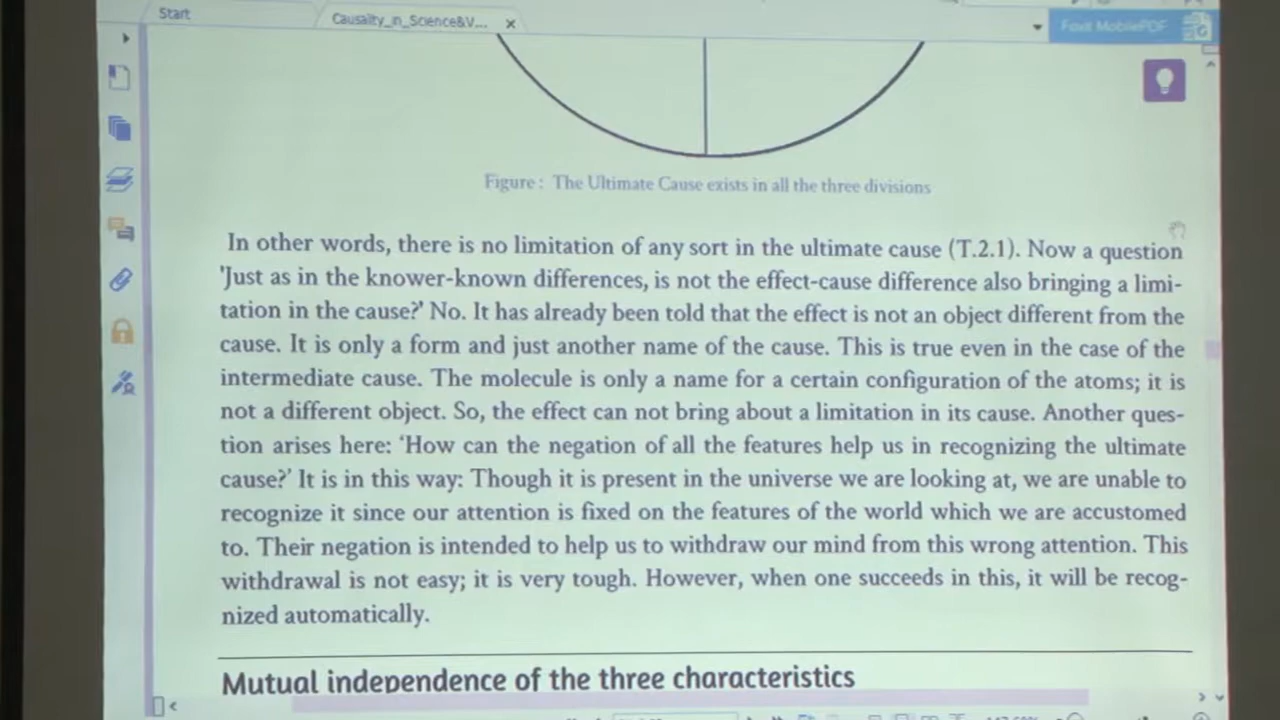 Start
Causality_in_Science&V...
Foxit MobilePDF
Figure : The Ultimate Cause exists in all the three divisions
In other words, there is no limitation of any sort in the ultimate cause (T.2.1). Now a question
'Just as in the knower-known differences, is not the effect-cause difference also bringing a limi-
tation in the cause?' No. It has already been told that the effect is not an object different from the
cause. It is only a form and just another name of the cause. This is true even in the case of the
intermediate cause. The molecule is only a name for a certain configuration of the atoms; it is
not a different object. So, the effect can not bring about a limitation in its cause. Another ques-
tion arises here: 'How can the negation of all the features help us in recognizing the ultimate
cause?' It is in this way: Though it is present in the universe we are looking at, we are unable to
recognize it since our attention is fixed on the features of the world which we are accustomed
to. Their negation is intended to help us to withdraw our mind from this wrong attention. This
withdrawal is not easy; it is very tough. However, when one succeeds in this, it will be recog-
nized automatically.
Mutual independence of the three characteristics